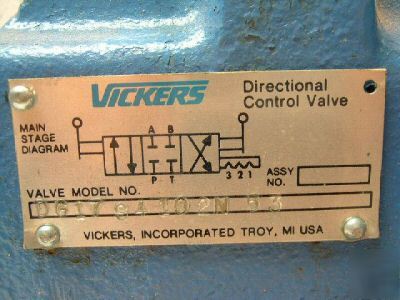 VICKERS
Directional
Control Valve
MAIN
STAGE
DIAGRAM
A B
P T
3 2 1
ASSY
NO.
VALVE MODEL NO.
VICKERS, INCORPORATED TROY, MI USA